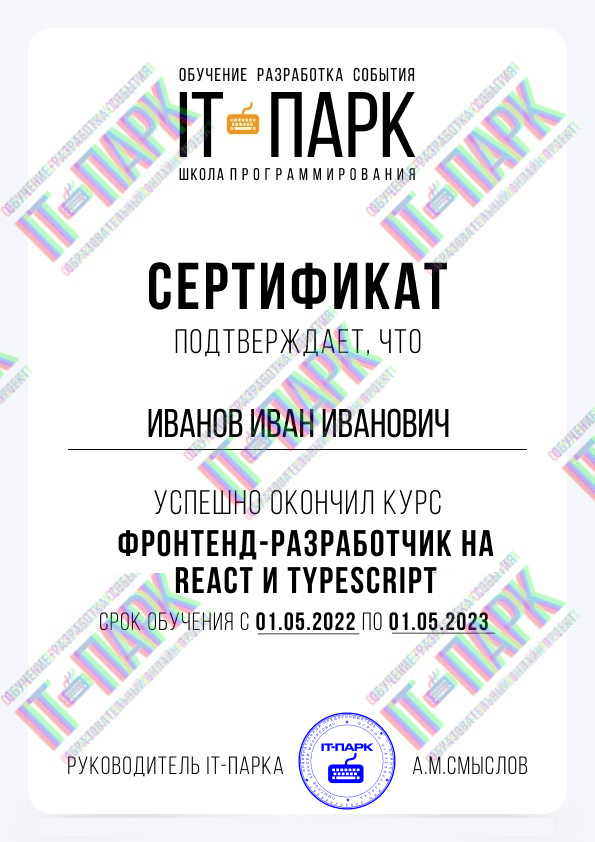 ОБУЧЕНИЕ РАЗРАБОТКА СОБЫТИЯ
IT ПАРК
ШКОЛА ПРОГРАММИРОВАНИЯ
СЕРТИФИКАТ
ПОДТВЕРЖДАЕТ, ЧТО
ИВАНОВ ИВАН ИВАНОВИЧ
УСПЕШНО ОКОНЧИЛ КУРС
ФРОНТЕНД-РАЗРАБОТЧИК НА
REACT И TYPESCRIPT
СРОК ОБУЧЕНИЯ С 01.05.2022 ПО 01.05.2023
РУКОВОДИТЕЛЬ IT-ПАРКА
IT-ПАРК
А.М.СМЫСЛОВ